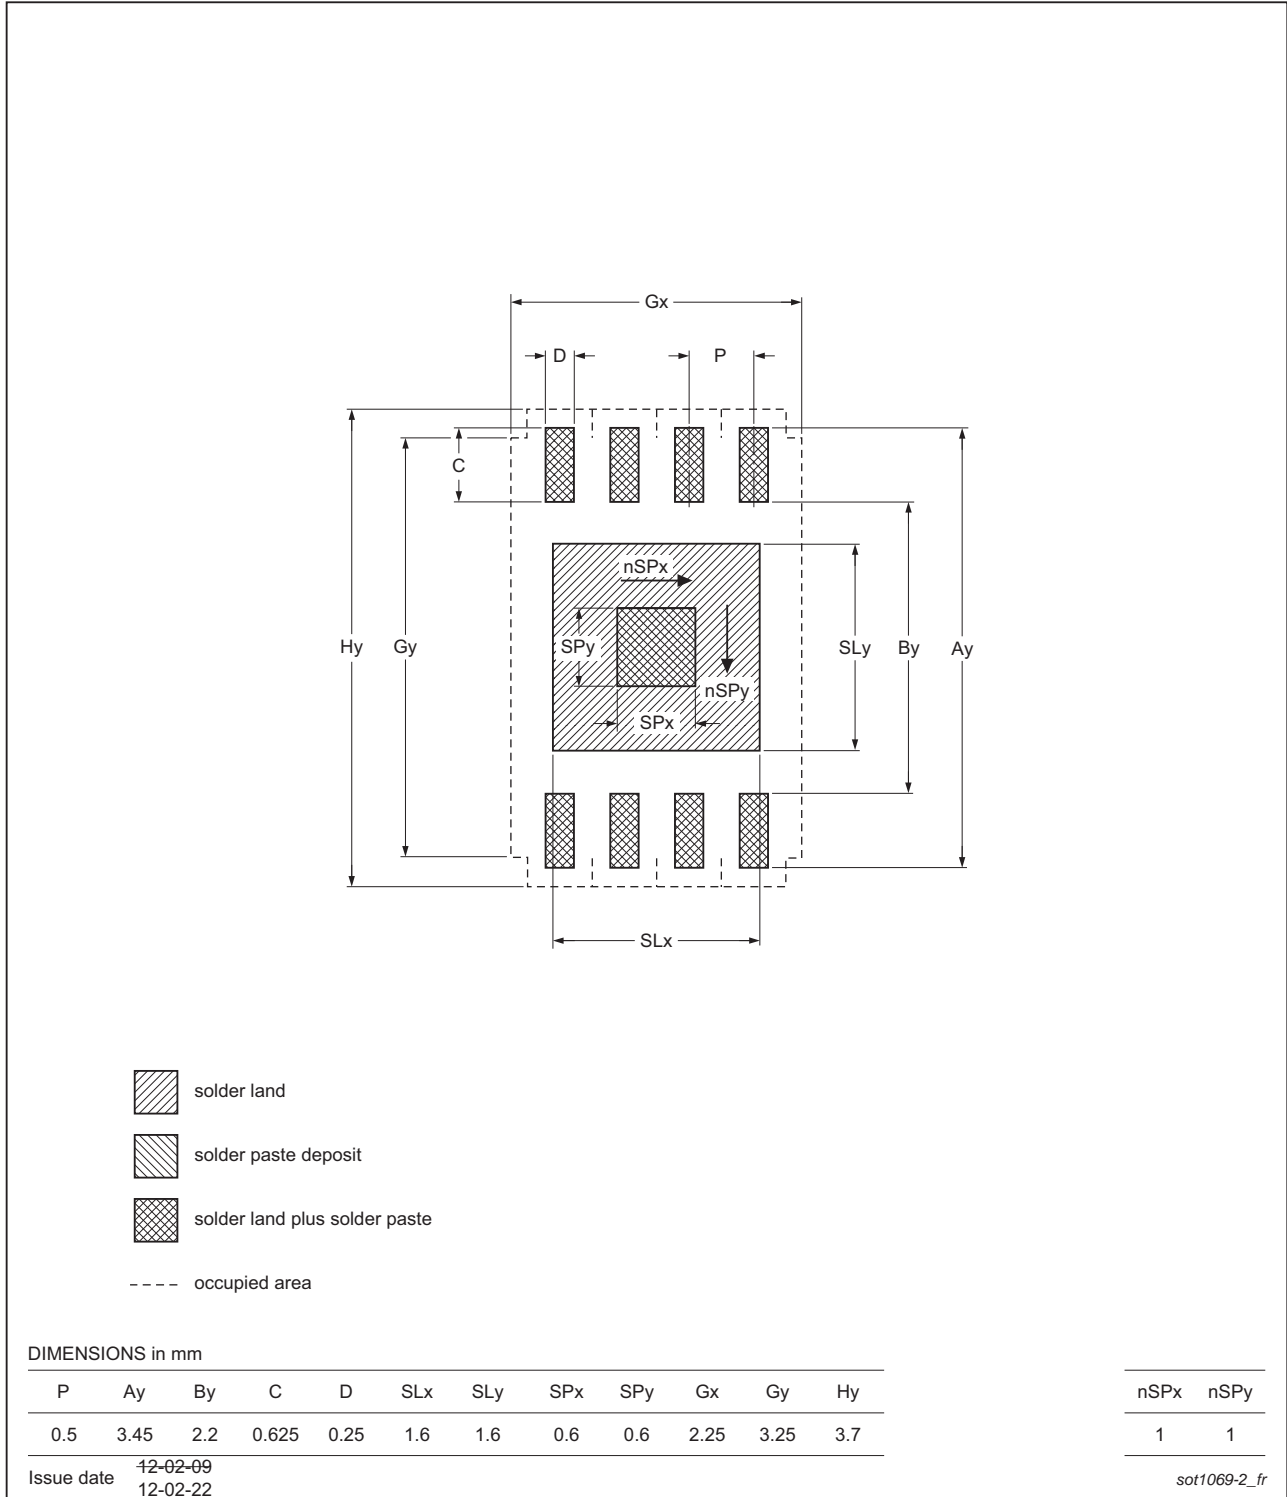 Gx
D
P
C
nSPx
Hy
Gy
SPy
SLy
By
Ay
nSPy
SPx
SLx
solder land
solder paste deposit
solder land plus solder paste
occupied area
DIMENSIONS in mm
P Ay By C D SLx SLy SPx SPy Gx Gy Hy nSPx nSPy
0.5 3.45 2.2 0.625 0.25 1.6 1.6 0.6 0.6 2.25 3.25 3.7 1 1
Issue date 12-02-09
12-02-22
sot1069-2_fr